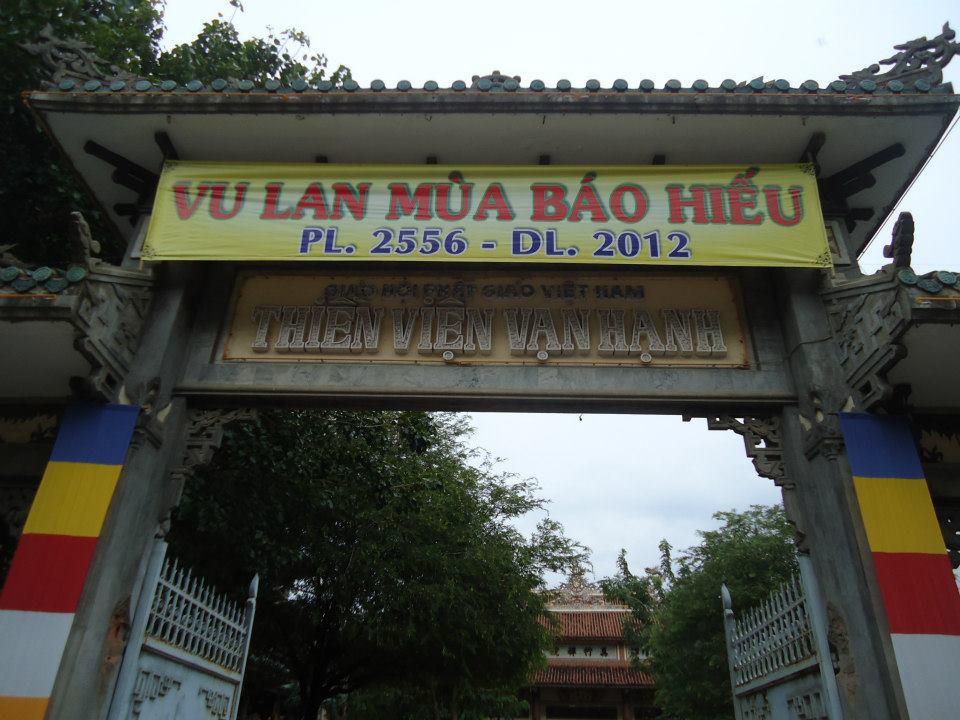 VU LAN MÙA BÁO HIẾU
PL. 2556 - DL. 2012
GIÁO HỘI PHẬT GIÁO VIỆT NAM
THIỀN VIỆN VẠN HẠNH